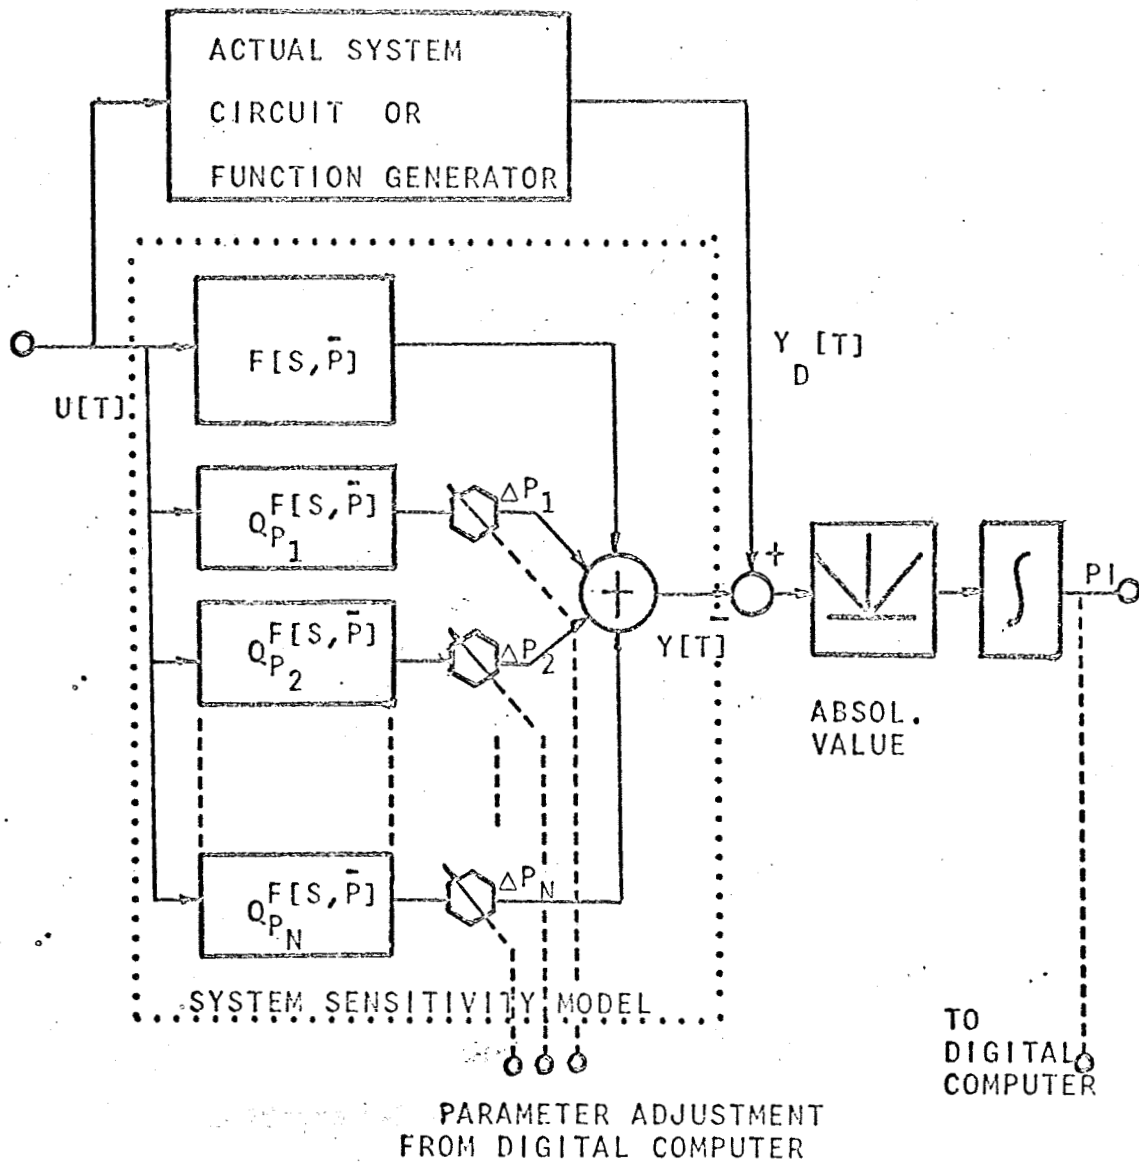 ACTUAL SYSTEM
CIRCUIT OR
FUNCTION GENERATOR
F[S,P̄]
U[T]
Y_D[T]
Q_{P_1}^{F[S,P̄]}
ΔP_1
Q_{P_2}^{F[S,P̄]}
ΔP_2
+
+
-
Y[T]
∫
PI
ABSOL.
VALUE
Q_{P_N}^{F[S,P̄]}
ΔP_N
SYSTEM SENSITIVITY MODEL
TO
DIGITAL
COMPUTER
PARAMETER ADJUSTMENT
FROM DIGITAL COMPUTER